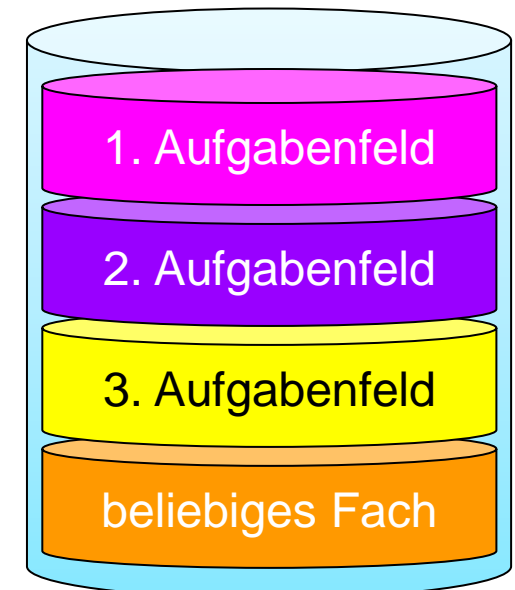 1. Aufgabenfeld
2. Aufgabenfeld
3. Aufgabenfeld
beliebiges Fach